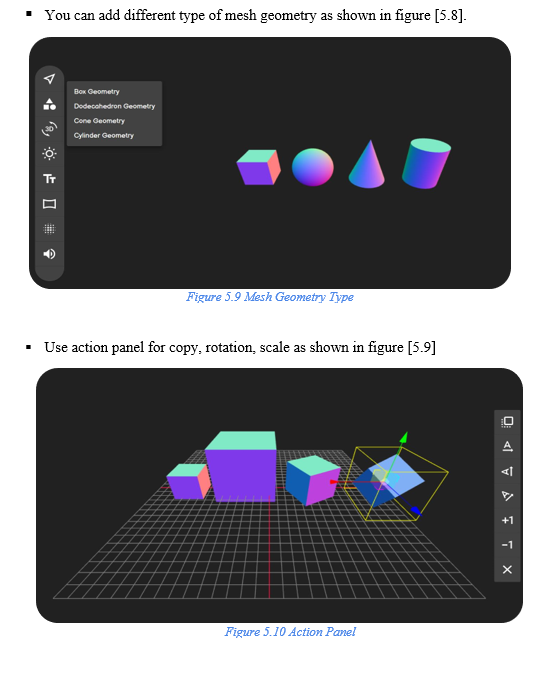 ▪ You can add different type of mesh geometry as shown in figure [5.8].
Box Geometry
Dodecahedron Geometry
Cone Geometry
Cylinder Geometry
3D
TT
Figure 5.9 Mesh Geometry Type
▪ Use action panel for copy, rotation, scale as shown in figure [5.9]
A
A
A
+1
-1
Figure 5.10 Action Panel